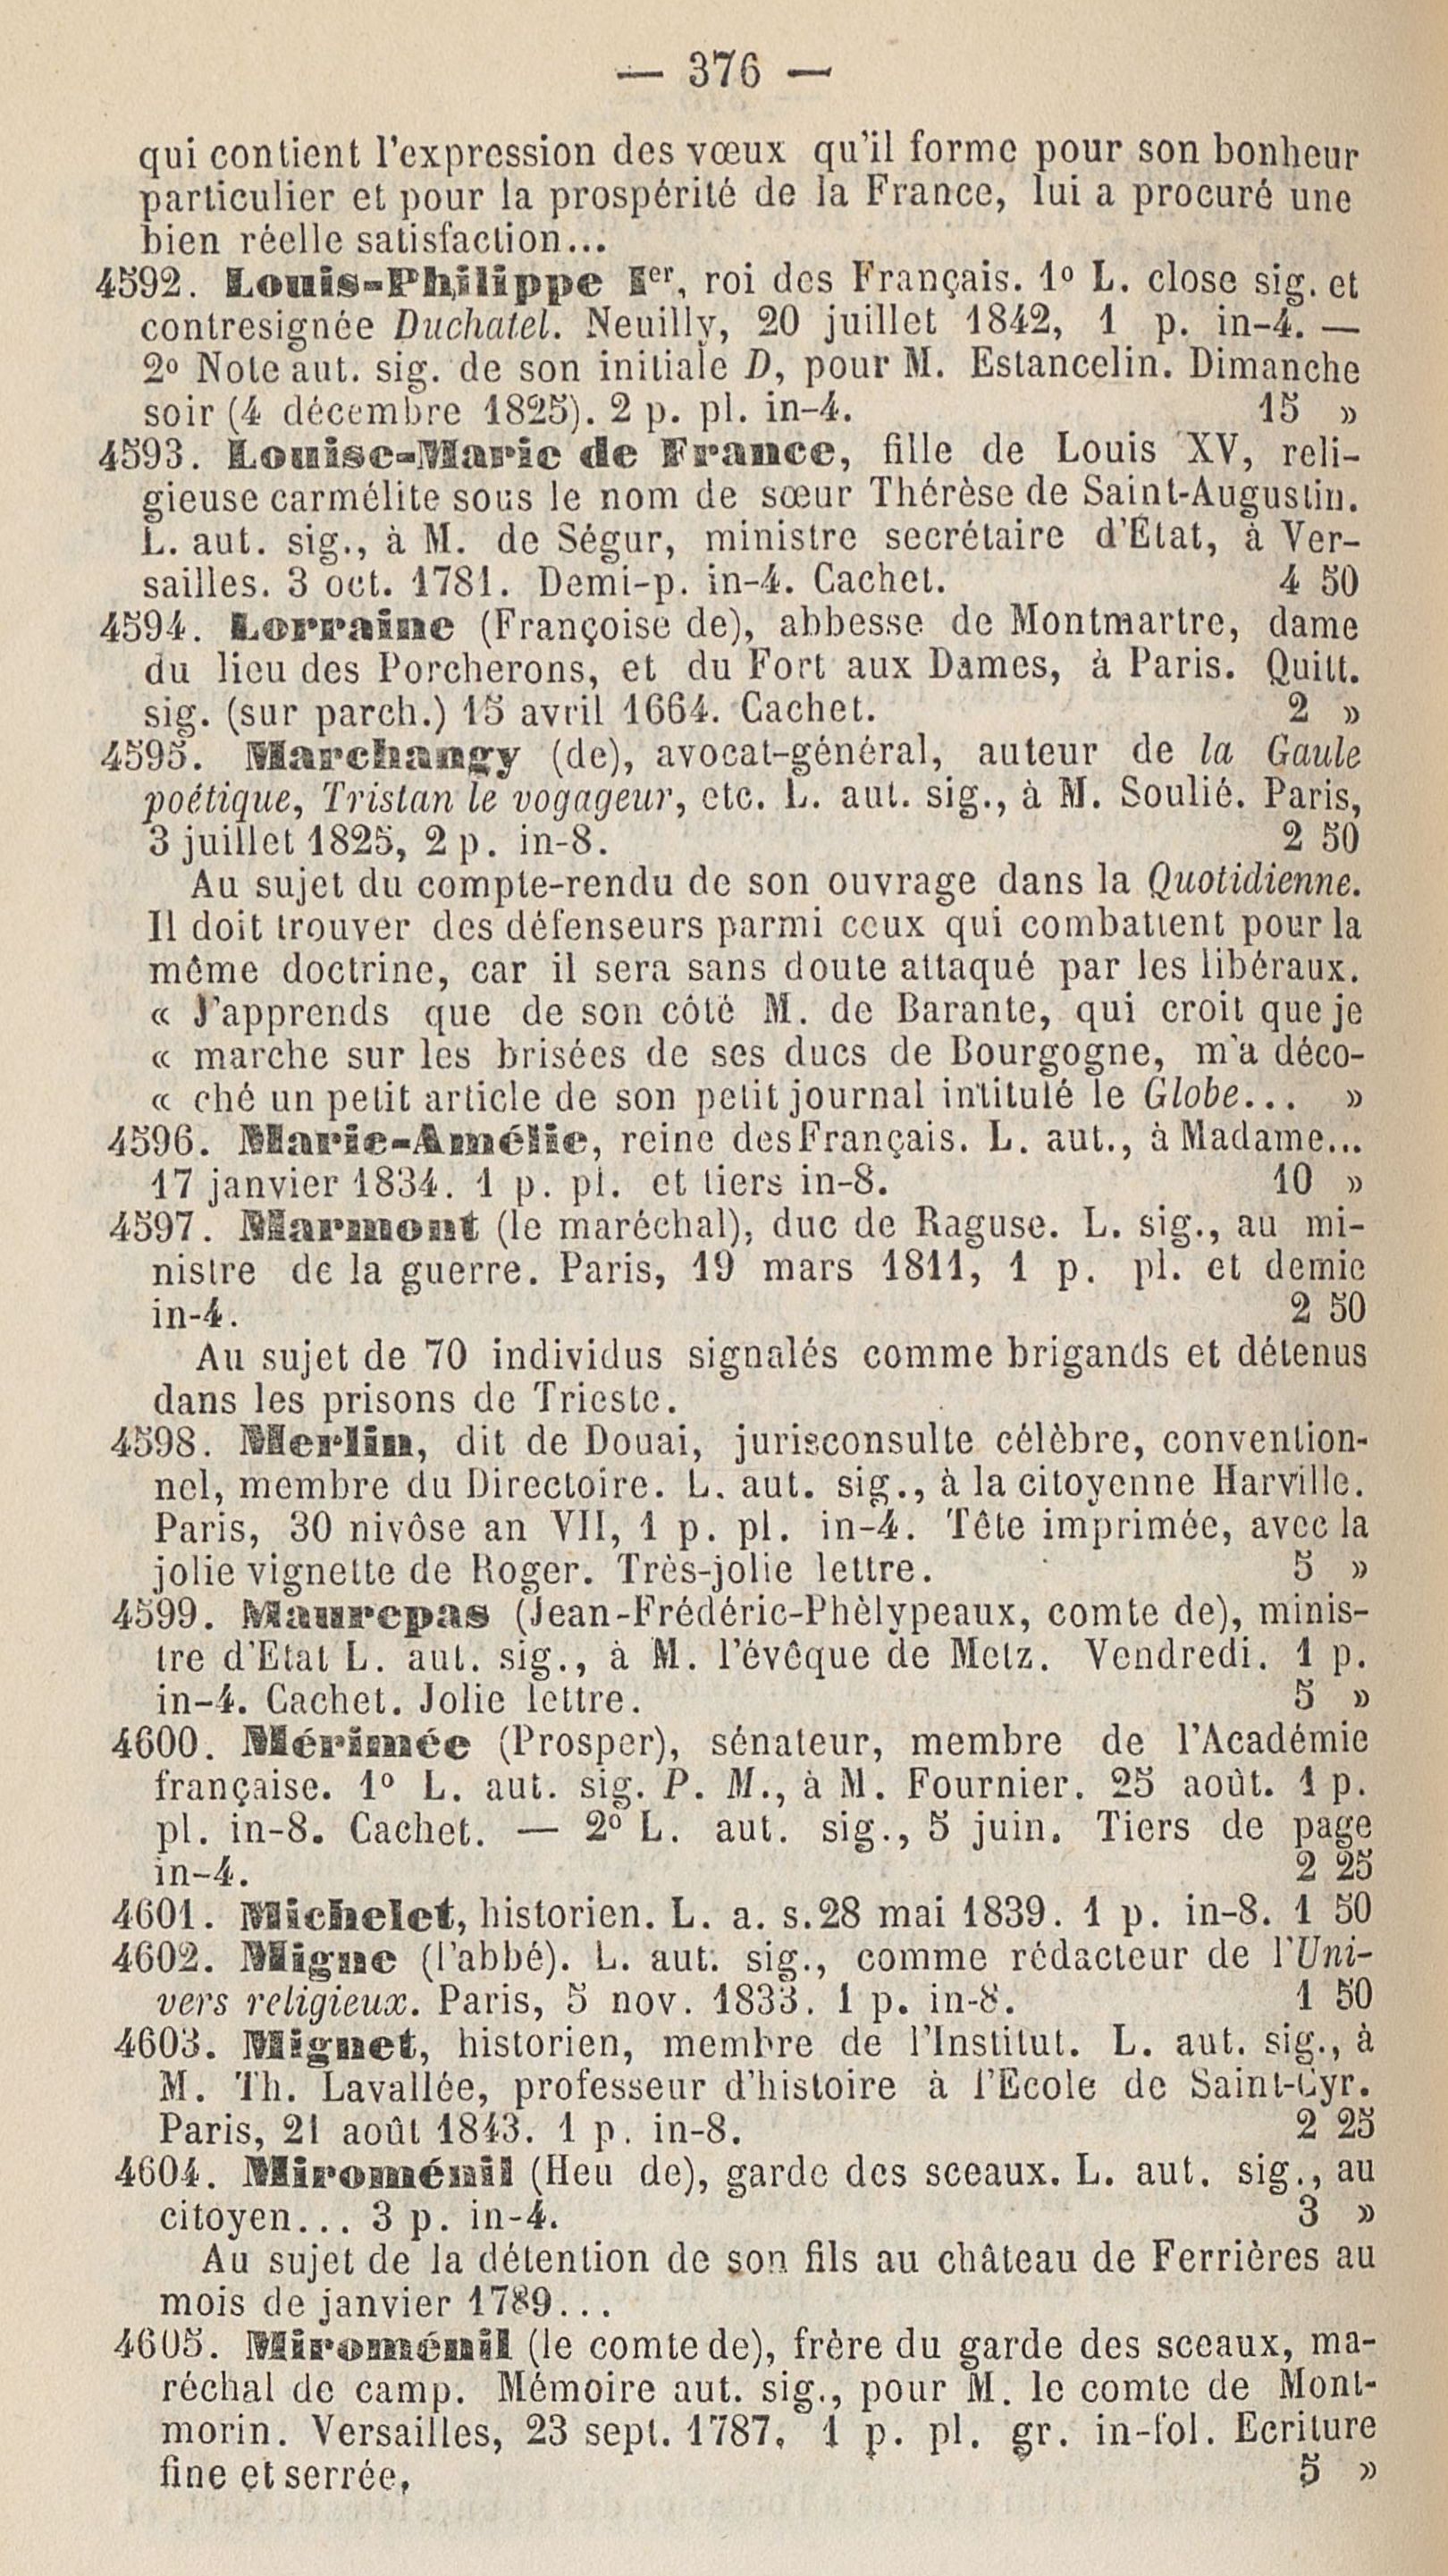 — 376 —
qui contient l'expression des vœux qu'il forme pour son bonheur
particulier et pour la prospérité de la France, lui a procuré une
bien réelle satisfaction...
4592. Louis-Philippe Ier, roi des Français. 1º L. close sig. et
contresignée Duchatel. Neuilly, 20 juillet 1842, 1 p. in-4. —
2º Note aut. sig. de son initiale D, pour M. Estancelin. Dimanche
soir (4 décembre 1825). 2 p. pl. in-4. 15 »
4593. Louise-Marie de France, fille de Louis XV, reli-
gieuse carmélite sous le nom de sœur Thérèse de Saint-Augustin.
L. aut. sig., à M. de Ségur, ministre secrétaire d'État, à Ver-
sailles. 3 oct. 1781. Demi-p. in-4. Cachet. 4 50
4594. Lorraine (Françoise de), abbesse de Montmartre, dame
du lieu des Porcherons, et du Fort aux Dames, à Paris. Quitt.
sig. (sur parch.) 15 avril 1664. Cachet. 2 »
4595. Marchangy (de), avocat-général, auteur de la Gaule
poétique, Tristan le vogageur, etc. L. aut. sig., à M. Soulié. Paris,
3 juillet 1825, 2 p. in-8. 2 50
Au sujet du compte-rendu de son ouvrage dans la Quotidienne.
Il doit trouver des défenseurs parmi ceux qui combattent pour la
même doctrine, car il sera sans doute attaqué par les libéraux.
« J'apprends que de son côté M. de Barante, qui croit que je
« marche sur les brisées de ses ducs de Bourgogne, m'a déco-
« ché un petit article de son petit journal intitulé le Globe... »
4596. Marie-Amélie, reine des Français. L. aut., à Madame...
17 janvier 1834. 1 p. pl. et tiers in-8. 10 »
4597. Marmont (le maréchal), duc de Raguse. L. sig., au mi-
nistre de la guerre. Paris, 19 mars 1811, 1 p. pl. et demie
in-4. 2 50
Au sujet de 70 individus signalés comme brigands et détenus
dans les prisons de Trieste.
4598. Merlin, dit de Douai, jurisconsulte célèbre, convention-
nel, membre du Directoire. L. aut. sig., à la citoyenne Harville.
Paris, 30 nivôse an VII, 1 p. pl. in-4. Tête imprimée, avec la
jolie vignette de Roger. Très-jolie lettre. 5 »
4599. Maurepas (Jean-Frédéric-Phèlypeaux, comte de), minis-
tre d'Etat L. aut. sig., à M. l'évêque de Metz. Vendredi. 1 p.
in-4. Cachet. Jolie lettre. 5 »
4600. Mérimée (Prosper), sénateur, membre de l'Académie
française. 1º L. aut. sig. P. M., à M. Fournier. 25 août. 1 p.
pl. in-8. Cachet. — 2º L. aut. sig., 5 juin. Tiers de page
in-4. 2 25
4601. Michelet, historien. L. a. s. 28 mai 1839. 1 p. in-8. 1 50
4602. Migne (l'abbé). L. aut. sig., comme rédacteur de l'Uni-
vers religieux. Paris, 5 nov. 1833. 1 p. in-8. 1 50
4603. Mignet, historien, membre de l'Institut. L. aut. sig., à
M. Th. Lavallée, professeur d'histoire à l'Ecole de Saint-Cyr.
Paris, 21 août 1843. 1 p. in-8. 2 25
4604. Miroménil (Heu de), garde des sceaux. L. aut. sig., au
citoyen... 3 p. in-4. 3 »
Au sujet de la détention de son fils au château de Ferrières au
mois de janvier 1789...
4605. Miroménil (le comte de), frère du garde des sceaux, ma-
réchal de camp. Mémoire aut. sig., pour M. le comte de Mont-
morin. Versailles, 23 sept. 1787, 1 p. pl. gr. in-fol. Ecriture
fine et serrée, 5 »